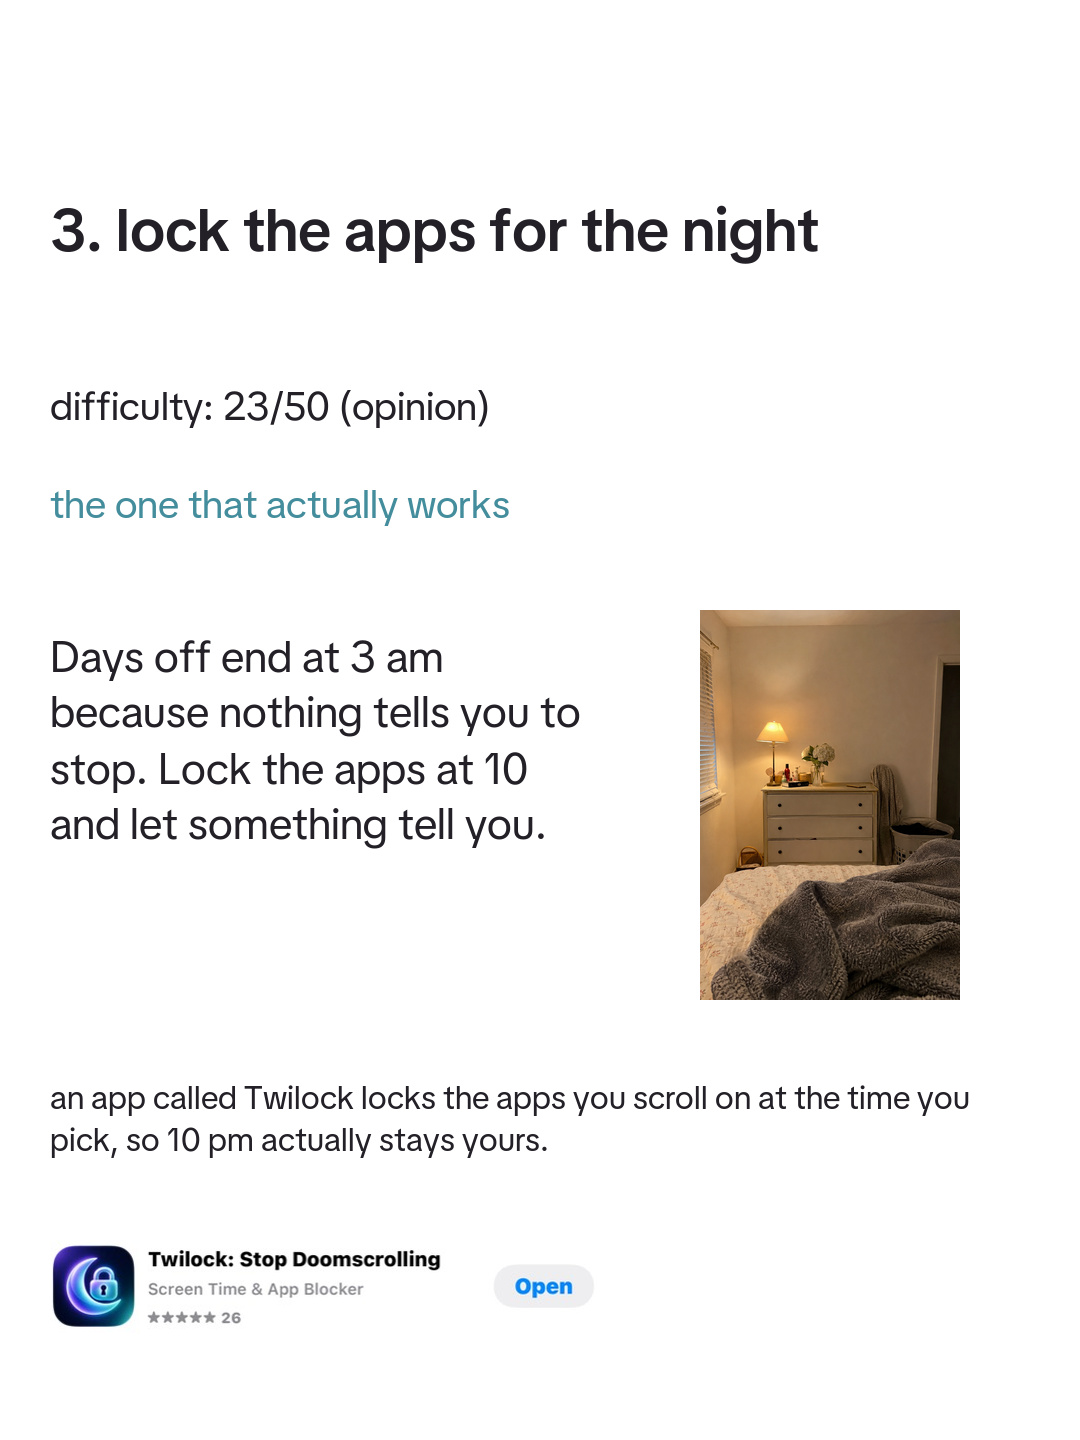 3. lock the apps for the night
difficulty: 23/50 (opinion)
the one that actually works
Days off end at 3 am
because nothing tells you to
stop. Lock the apps at 10
and let something tell you.
an app called Twilock locks the apps you scroll on at the time you
pick, so 10 pm actually stays yours.
Twilock: Stop Doomscrolling
Screen Time & App Blocker
★★★★★ 26
Open